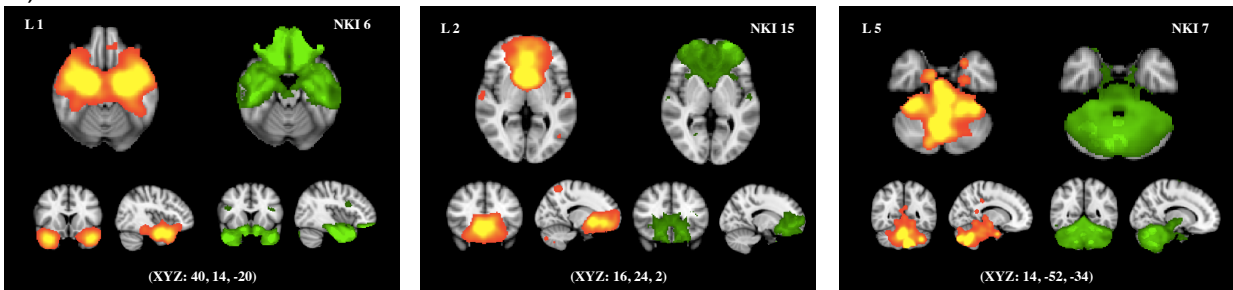 L 1
NKI 6
(XYZ: 40, 14, -20)
L 2
NKI 15
(XYZ: 16, 24, 2)
L 5
NKI 7
(XYZ: 14, -52, -34)